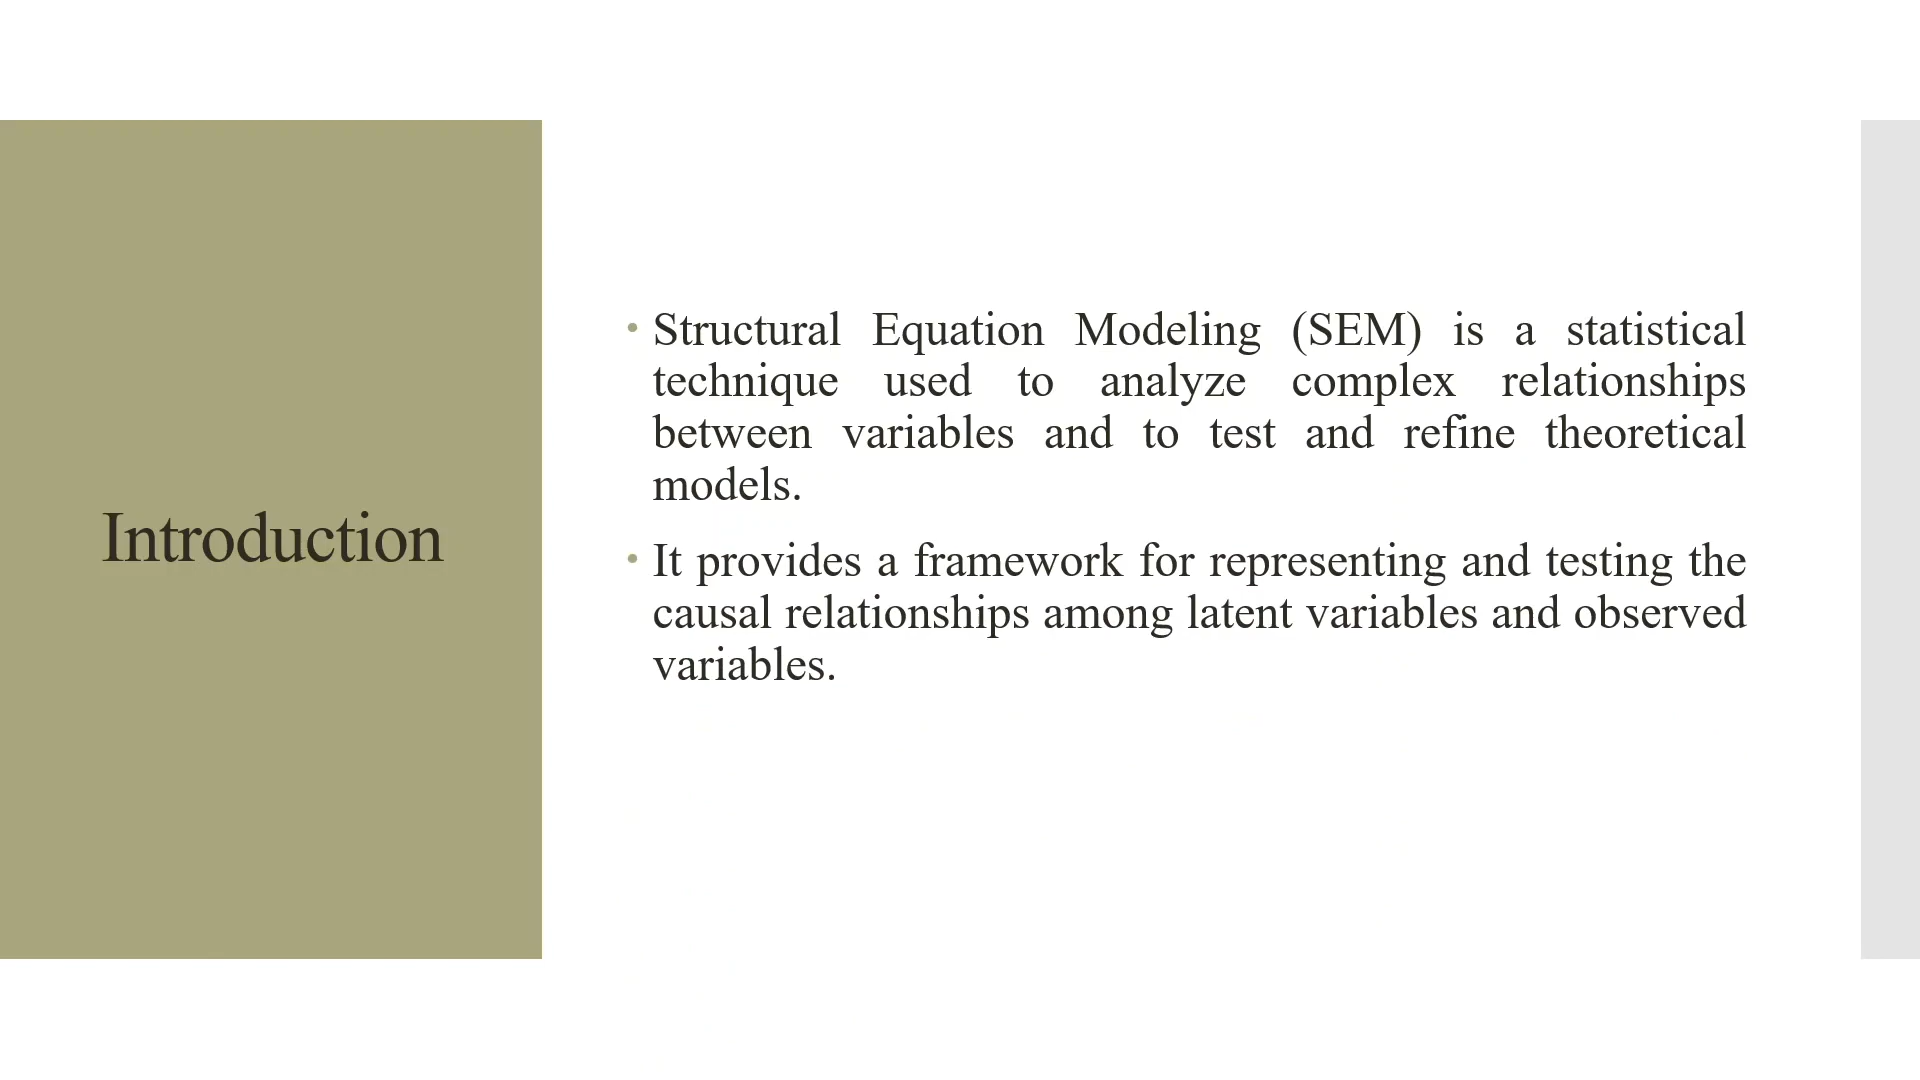 Introduction
• Structural Equation Modeling (SEM) is a statistical
technique used to analyze complex relationships
between variables and to test and refine theoretical
models.
• It provides a framework for representing and testing the
causal relationships among latent variables and observed
variables.